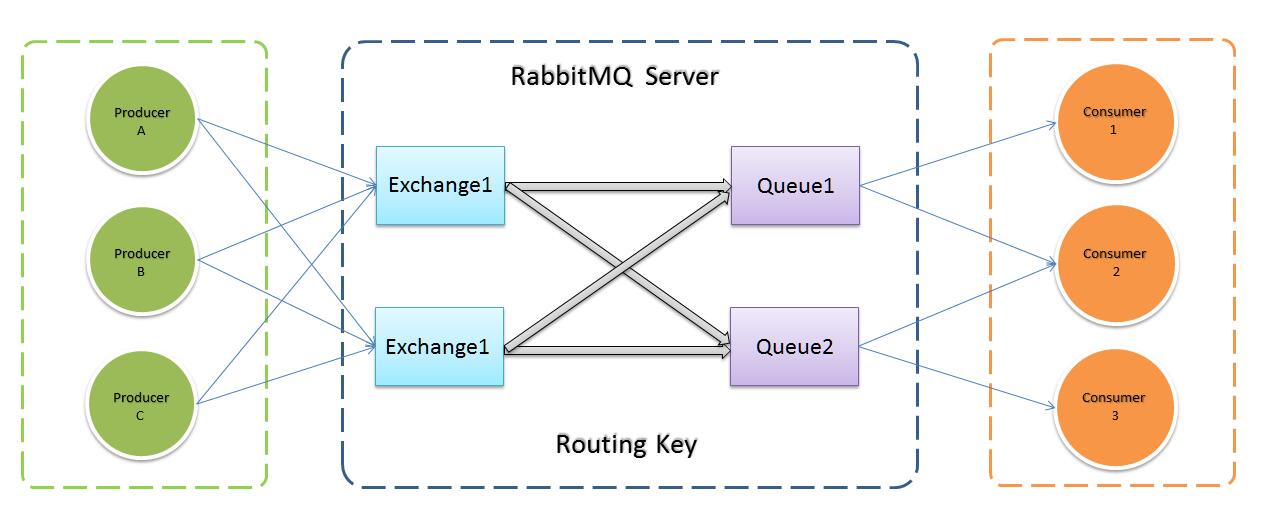 RabbitMQ Server
Producer
A
Producer
B
Producer
C
Exchange1
Exchange1
Queue1
Queue2
Routing Key
Consumer
1
Consumer
2
Consumer
3